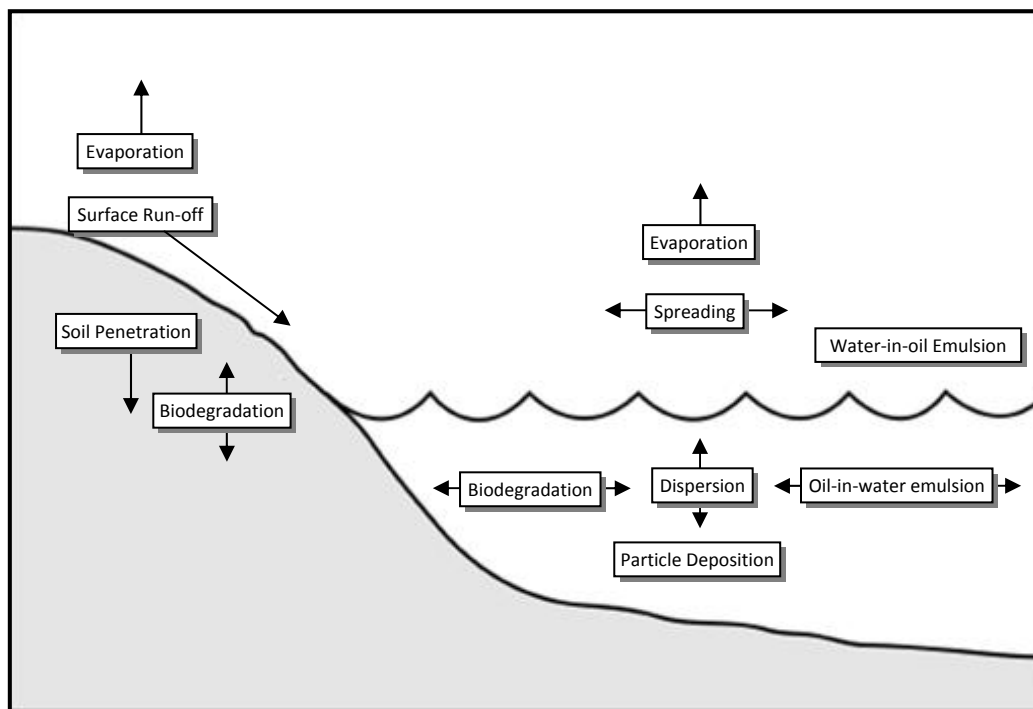 Evaporation
Surface Run-off
Evaporation
Spreading
Soil Penetration
Water-in-oil Emulsion
Biodegradation
Biodegradation
Dispersion
Oil-in-water emulsion
Particle Deposition